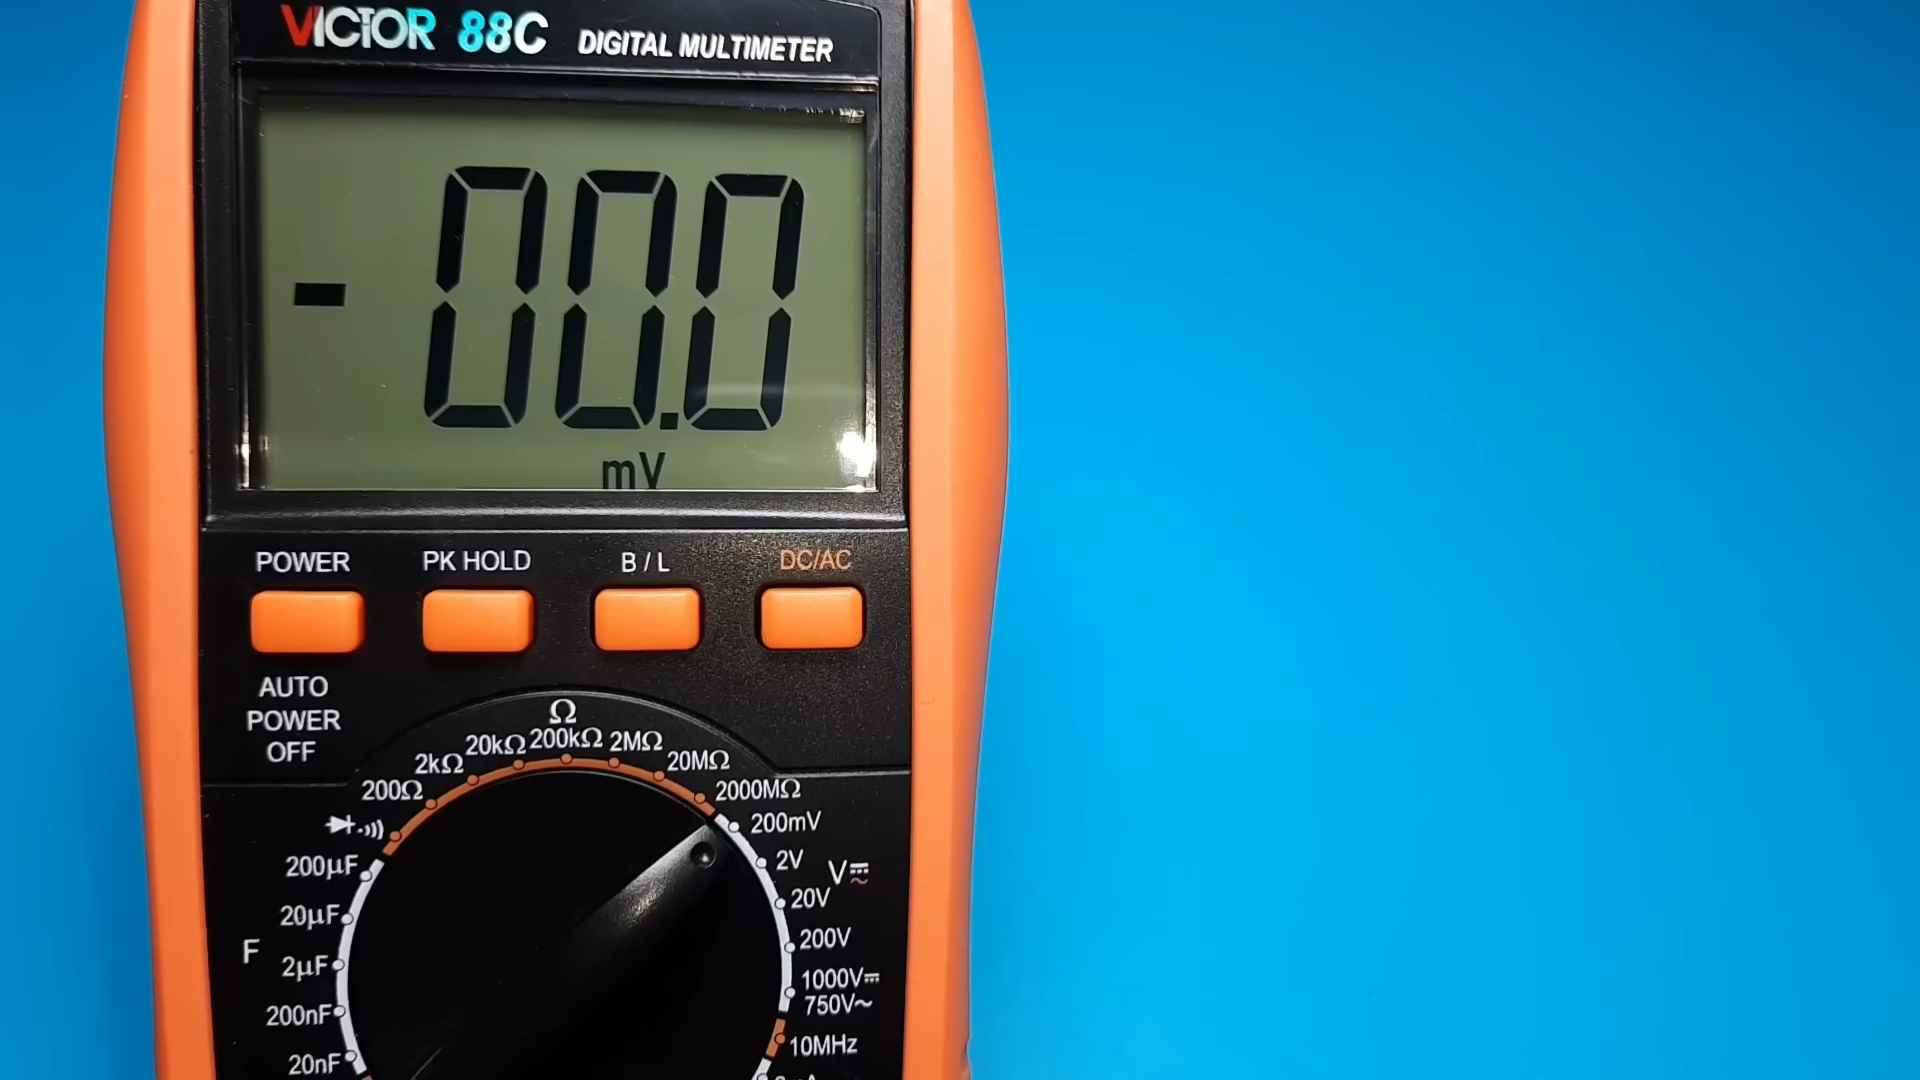 VICTOR 88C DIGITAL MULTIMETER
- 00.0
mV
POWER PK HOLD B / L DC/AC
AUTO
POWER
OFF
Ω
200Ω 2kΩ 20kΩ 200kΩ 2MΩ 20MΩ 2000MΩ
200mV
2V
V
20V
200V
1000V
750V~
10MHz
200µF
20µF
F
2µF
200nF
20nF